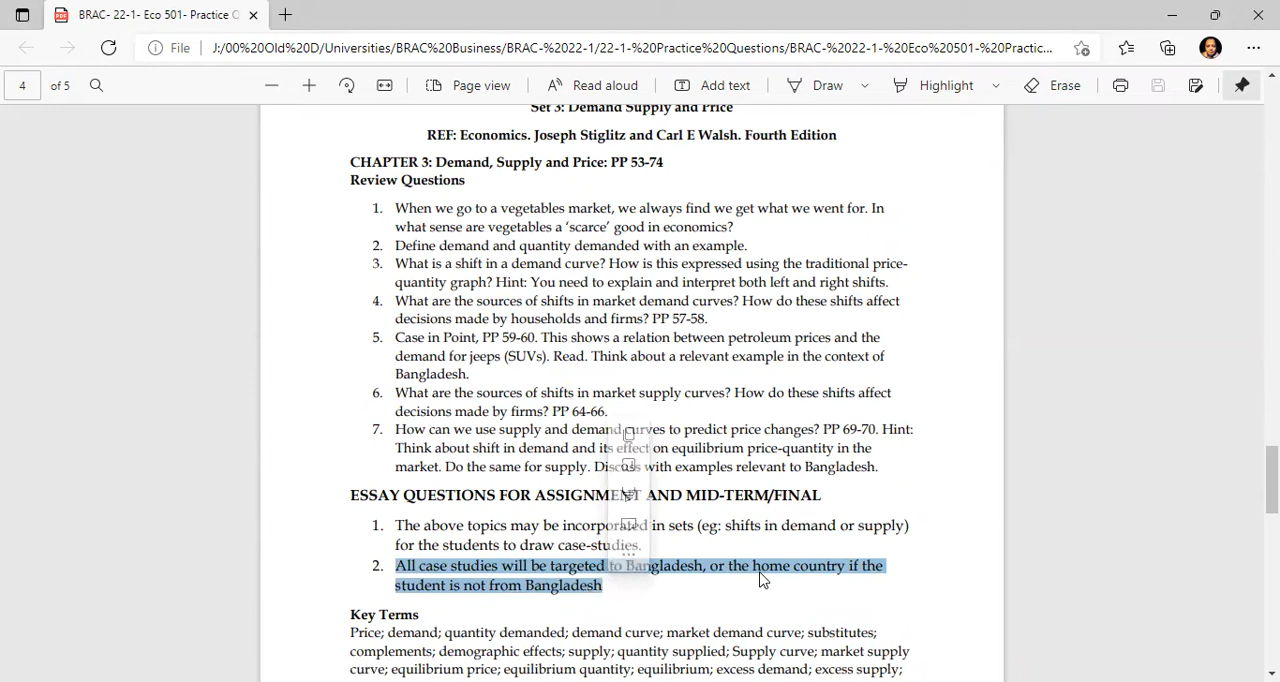 BRAC- 22-1- Eco 501- Practice Q
File
J:/00%20Old%20D/Universities/BRAC%20Business/BRAC-%2022-1/22-1-%20Practice%20Questions/BRAC-%2022-1-%20Eco%20501-%20Practic...
4 of 5
Page view
Read aloud
Add text
Draw
Highlight
Erase
Set 3: Demand Supply and Price
REF: Economics. Joseph Stiglitz and Carl E Walsh. Fourth Edition
CHAPTER 3: Demand, Supply and Price: PP 53-74
Review Questions
1. When we go to a vegetables market, we always find we get what we went for. In
what sense are vegetables a ‘scarce’ good in economics?
2. Define demand and quantity demanded with an example.
3. What is a shift in a demand curve? How is this expressed using the traditional price-
quantity graph? Hint: You need to explain and interpret both left and right shifts.
4. What are the sources of shifts in market demand curves? How do these shifts affect
decisions made by households and firms? PP 57-58.
5. Case in Point, PP 59-60. This shows a relation between petroleum prices and the
demand for jeeps (SUVs). Read. Think about a relevant example in the context of
Bangladesh.
6. What are the sources of shifts in market supply curves? How do these shifts affect
decisions made by firms? PP 64-66.
7. How can we use supply and demand curves to predict price changes? PP 69-70. Hint:
Think about shift in demand and its effect on equilibrium price-quantity in the
market. Do the same for supply. Discuss with examples relevant to Bangladesh.
ESSAY QUESTIONS FOR ASSIGNMENT AND MID-TERM/FINAL
1. The above topics may be incorporated in sets (eg: shifts in demand or supply)
for the students to draw case-studies.
2. All case studies will be targeted to Bangladesh, or the home country if the
student is not from Bangladesh
Key Terms
Price; demand; quantity demanded; demand curve; market demand curve; substitutes;
complements; demographic effects; supply; quantity supplied; Supply curve; market supply
curve; equilibrium price; equilibrium quantity; equilibrium; excess demand; excess supply;